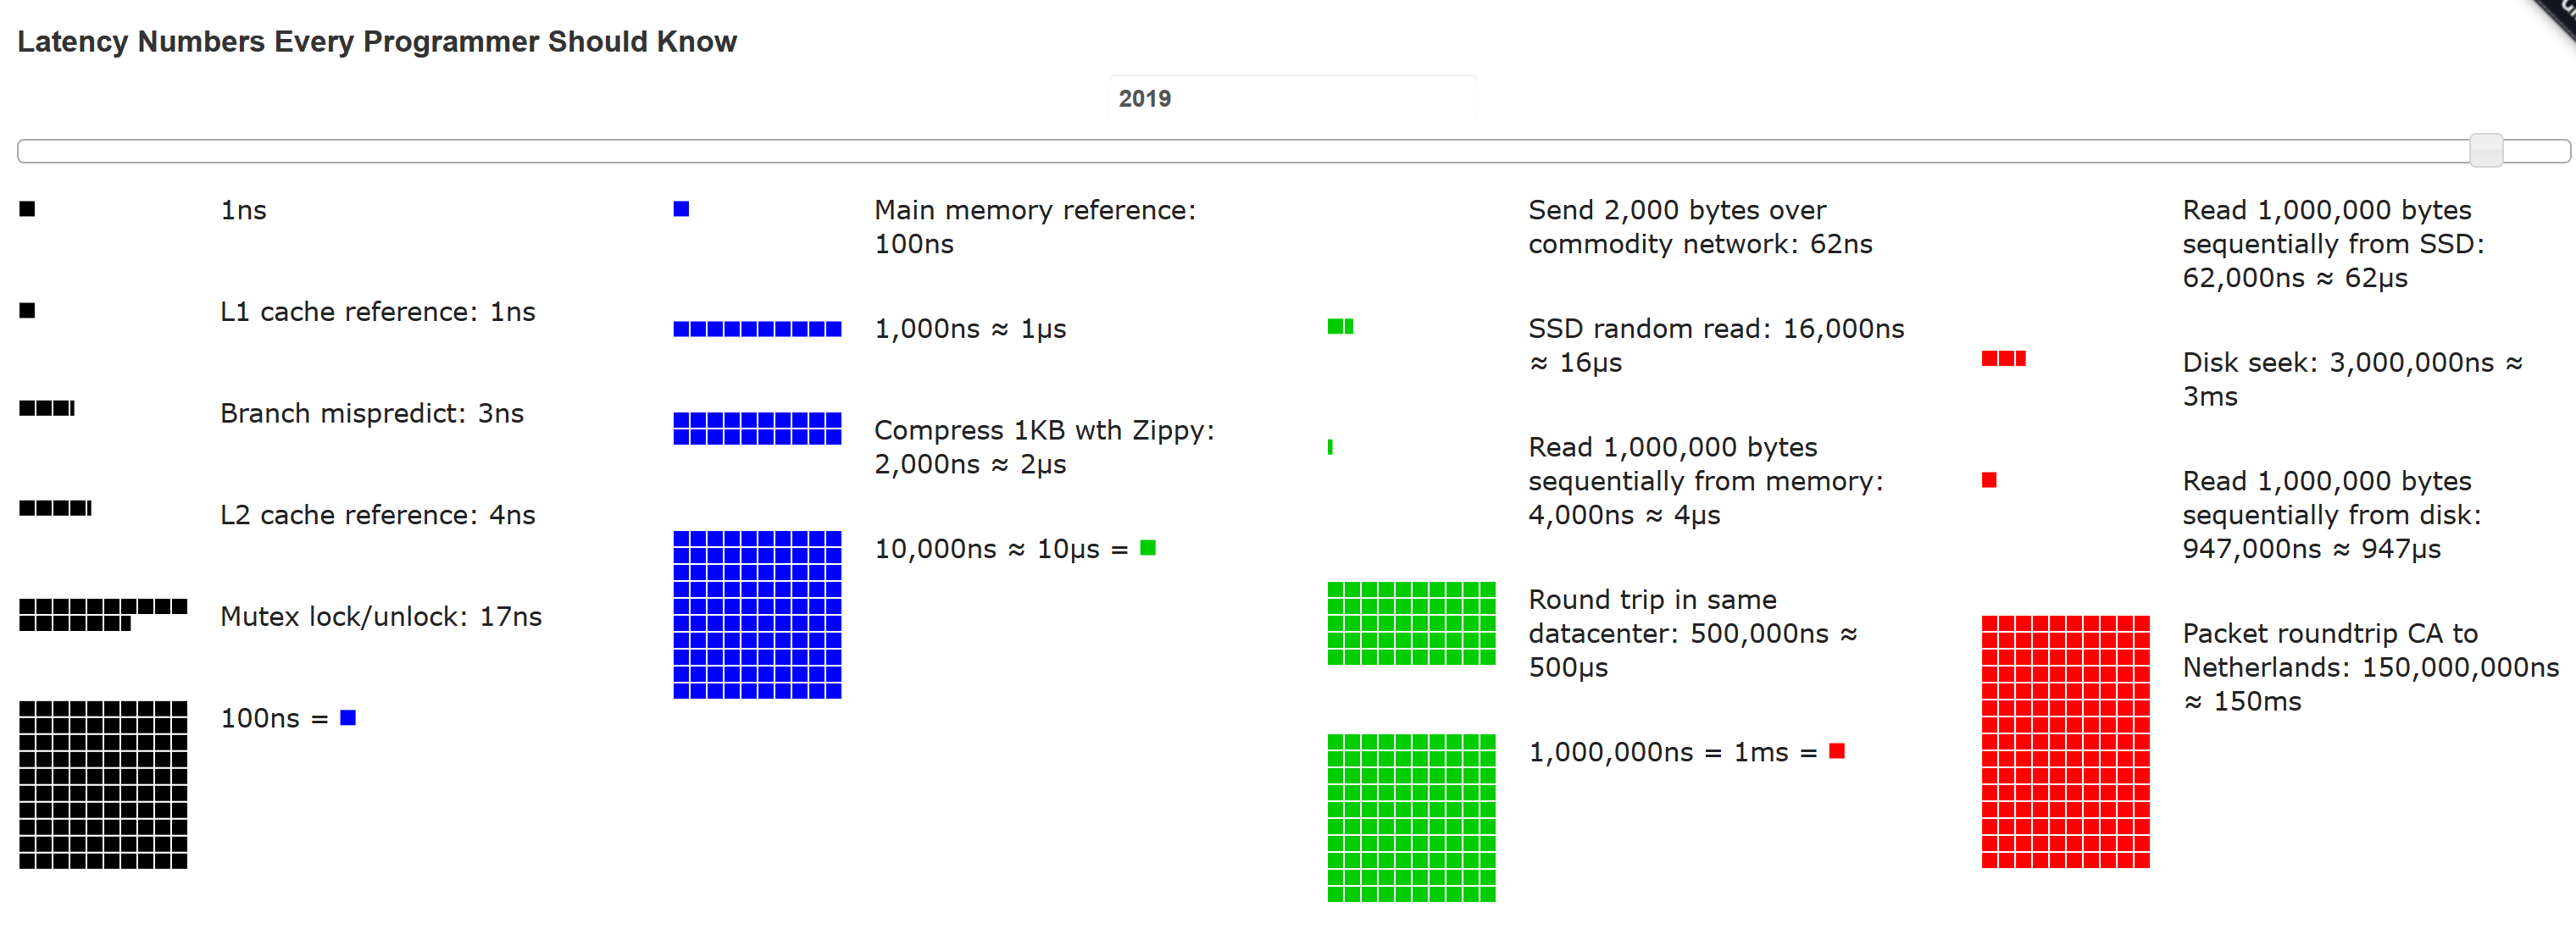 Latency Numbers Every Programmer Should Know
2019
1ns
L1 cache reference: 1ns
Branch mispredict: 3ns
L2 cache reference: 4ns
Mutex lock/unlock: 17ns
100ns =
Main memory reference:
100ns
1,000ns ≈ 1μs
Compress 1KB wth Zippy:
2,000ns ≈ 2μs
10,000ns ≈ 10μs =
Send 2,000 bytes over
commodity network: 62ns
SSD random read: 16,000ns
≈ 16μs
Read 1,000,000 bytes
sequentially from memory:
4,000ns ≈ 4μs
Round trip in same
datacenter: 500,000ns ≈
500μs
1,000,000ns = 1ms =
Read 1,000,000 bytes
sequentially from SSD:
62,000ns ≈ 62μs
Disk seek: 3,000,000ns ≈
3ms
Read 1,000,000 bytes
sequentially from disk:
947,000ns ≈ 947μs
Packet roundtrip CA to
Netherlands: 150,000,000ns
≈ 150ms